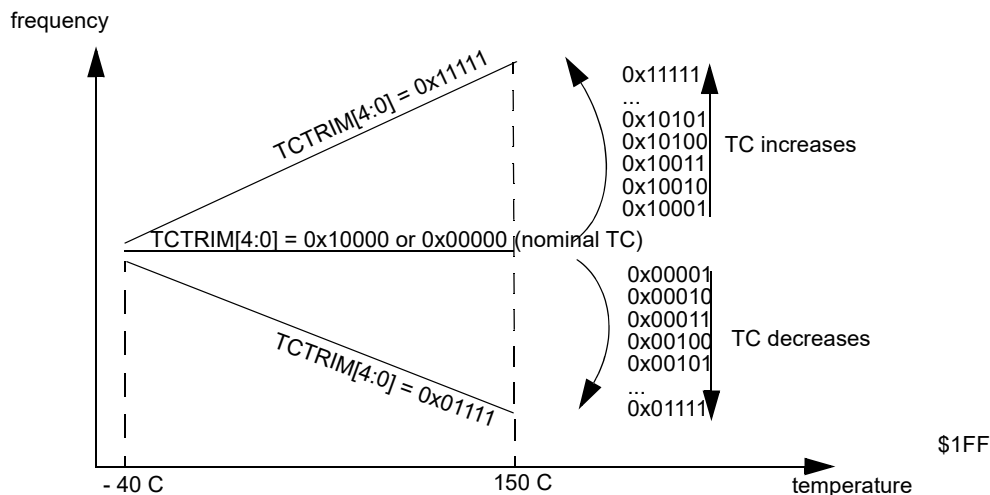 frequency
TCTRIM[4:0] = 0x11111
0x11111
...
0x10101
0x10100
0x10011
0x10010
0x10001
TC increases
TCTRIM[4:0] = 0x10000 or 0x00000 (nominal TC)
0x00001
0x00010
0x00011
0x00100
0x00101
...
0x01111
TC decreases
TCTRIM[4:0] = 0x01111
$1FF
- 40 C
150 C
temperature